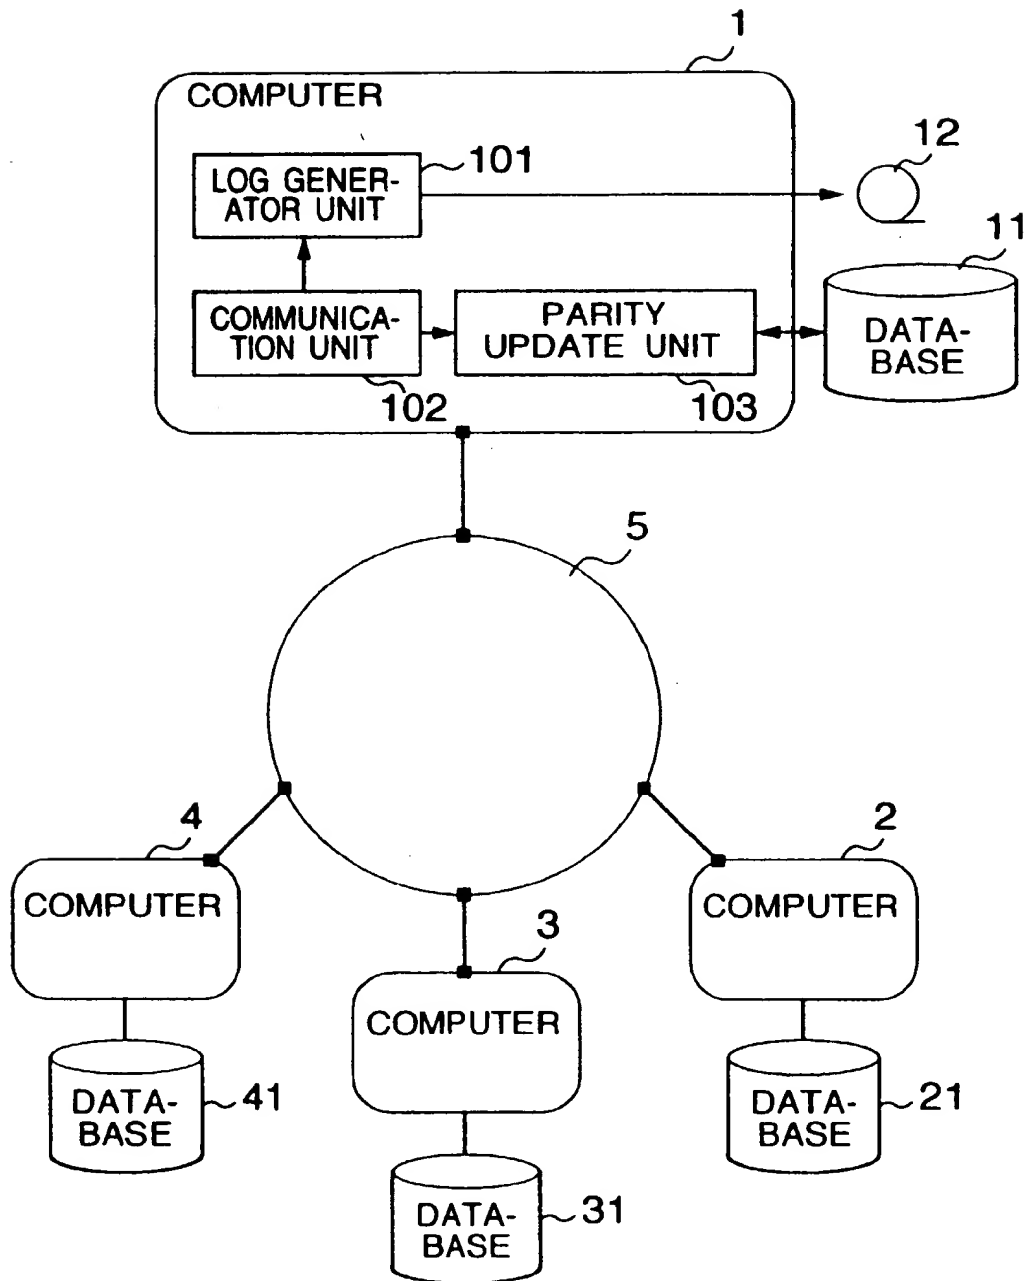 1
COMPUTER
101
12
LOG GENER-
ATOR UNIT
11
COMMUNICA-
TION UNIT
PARITY
UPDATE UNIT
DATA-
BASE
102
103
5
4
2
COMPUTER
COMPUTER
3
COMPUTER
DATA-
BASE
41
DATA-
BASE
21
DATA-
BASE
31